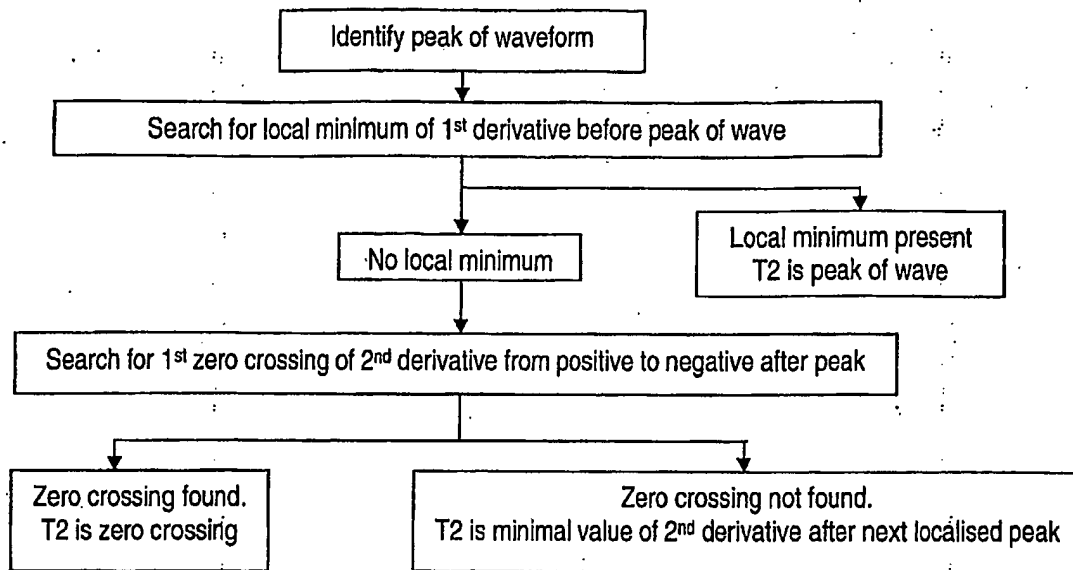 Identify peak of waveform
Search for local minimum of 1st derivative before peak of wave
Local minimum present
T2 is peak of wave
No local minimum
Search for 1st zero crossing of 2nd derivative from positive to negative after peak
Zero crossing found.
T2 is zero crossing
Zero crossing not found.
T2 is minimal value of 2nd derivative after next localised peak